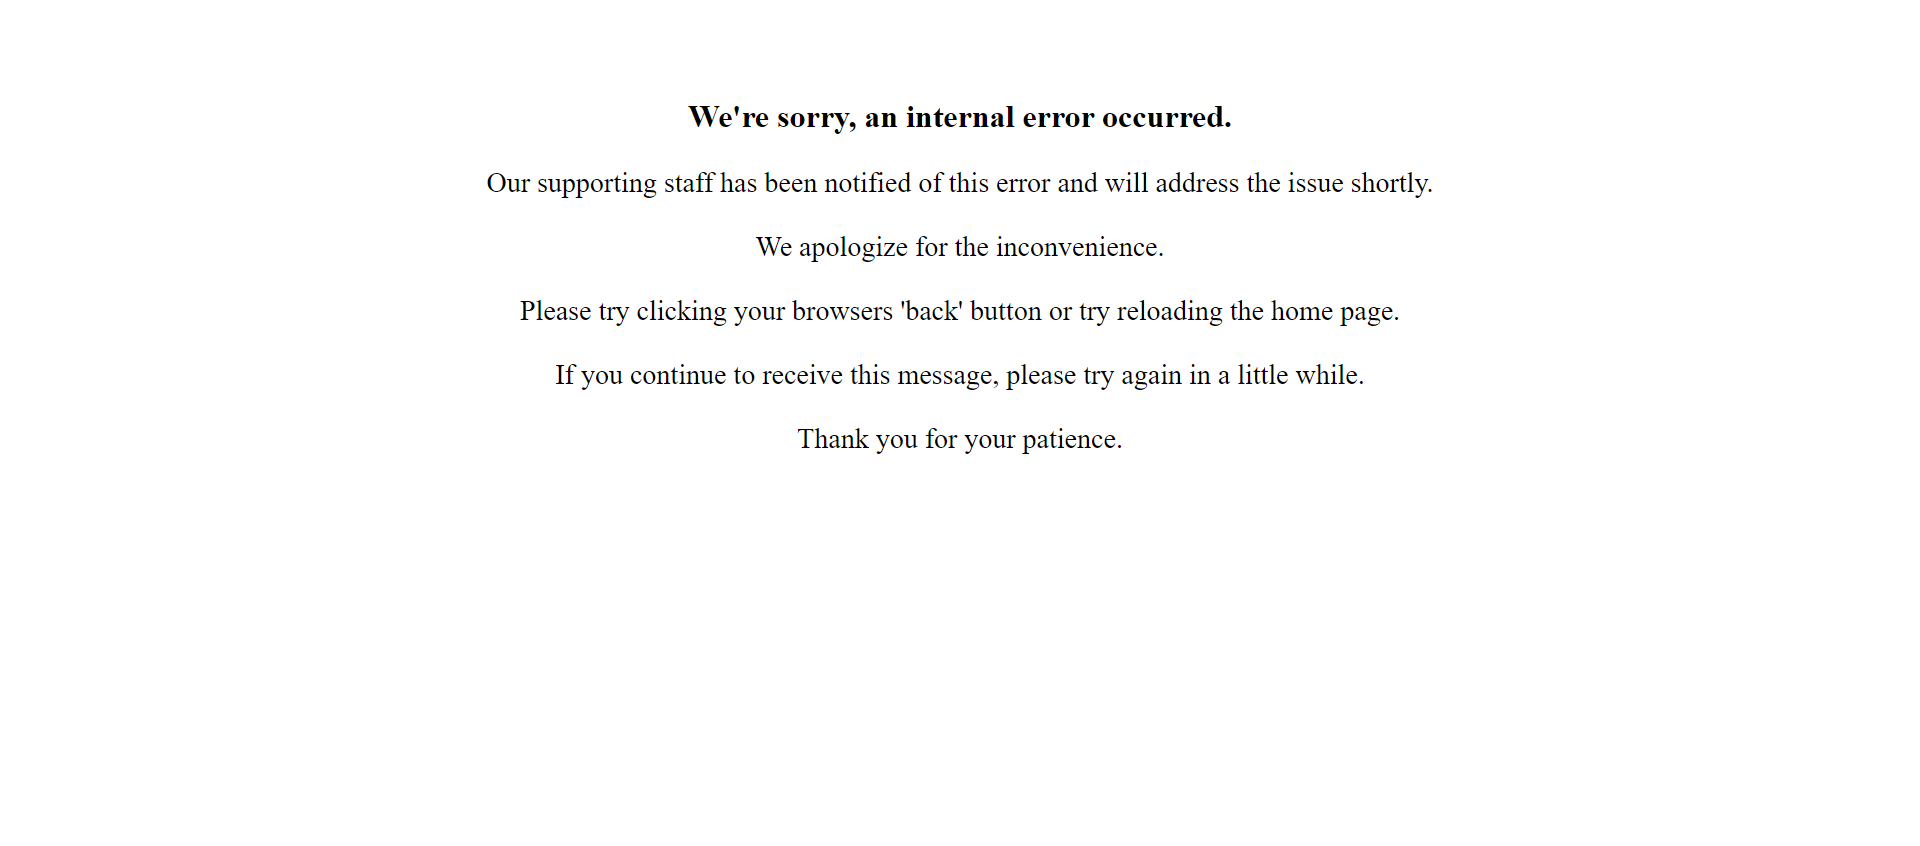 We're sorry, an internal error occurred.
Our supporting staff has been notified of this error and will address the issue shortly.
We apologize for the inconvenience.
Please try clicking your browsers 'back' button or try reloading the home page.
If you continue to receive this message, please try again in a little while.
Thank you for your patience.